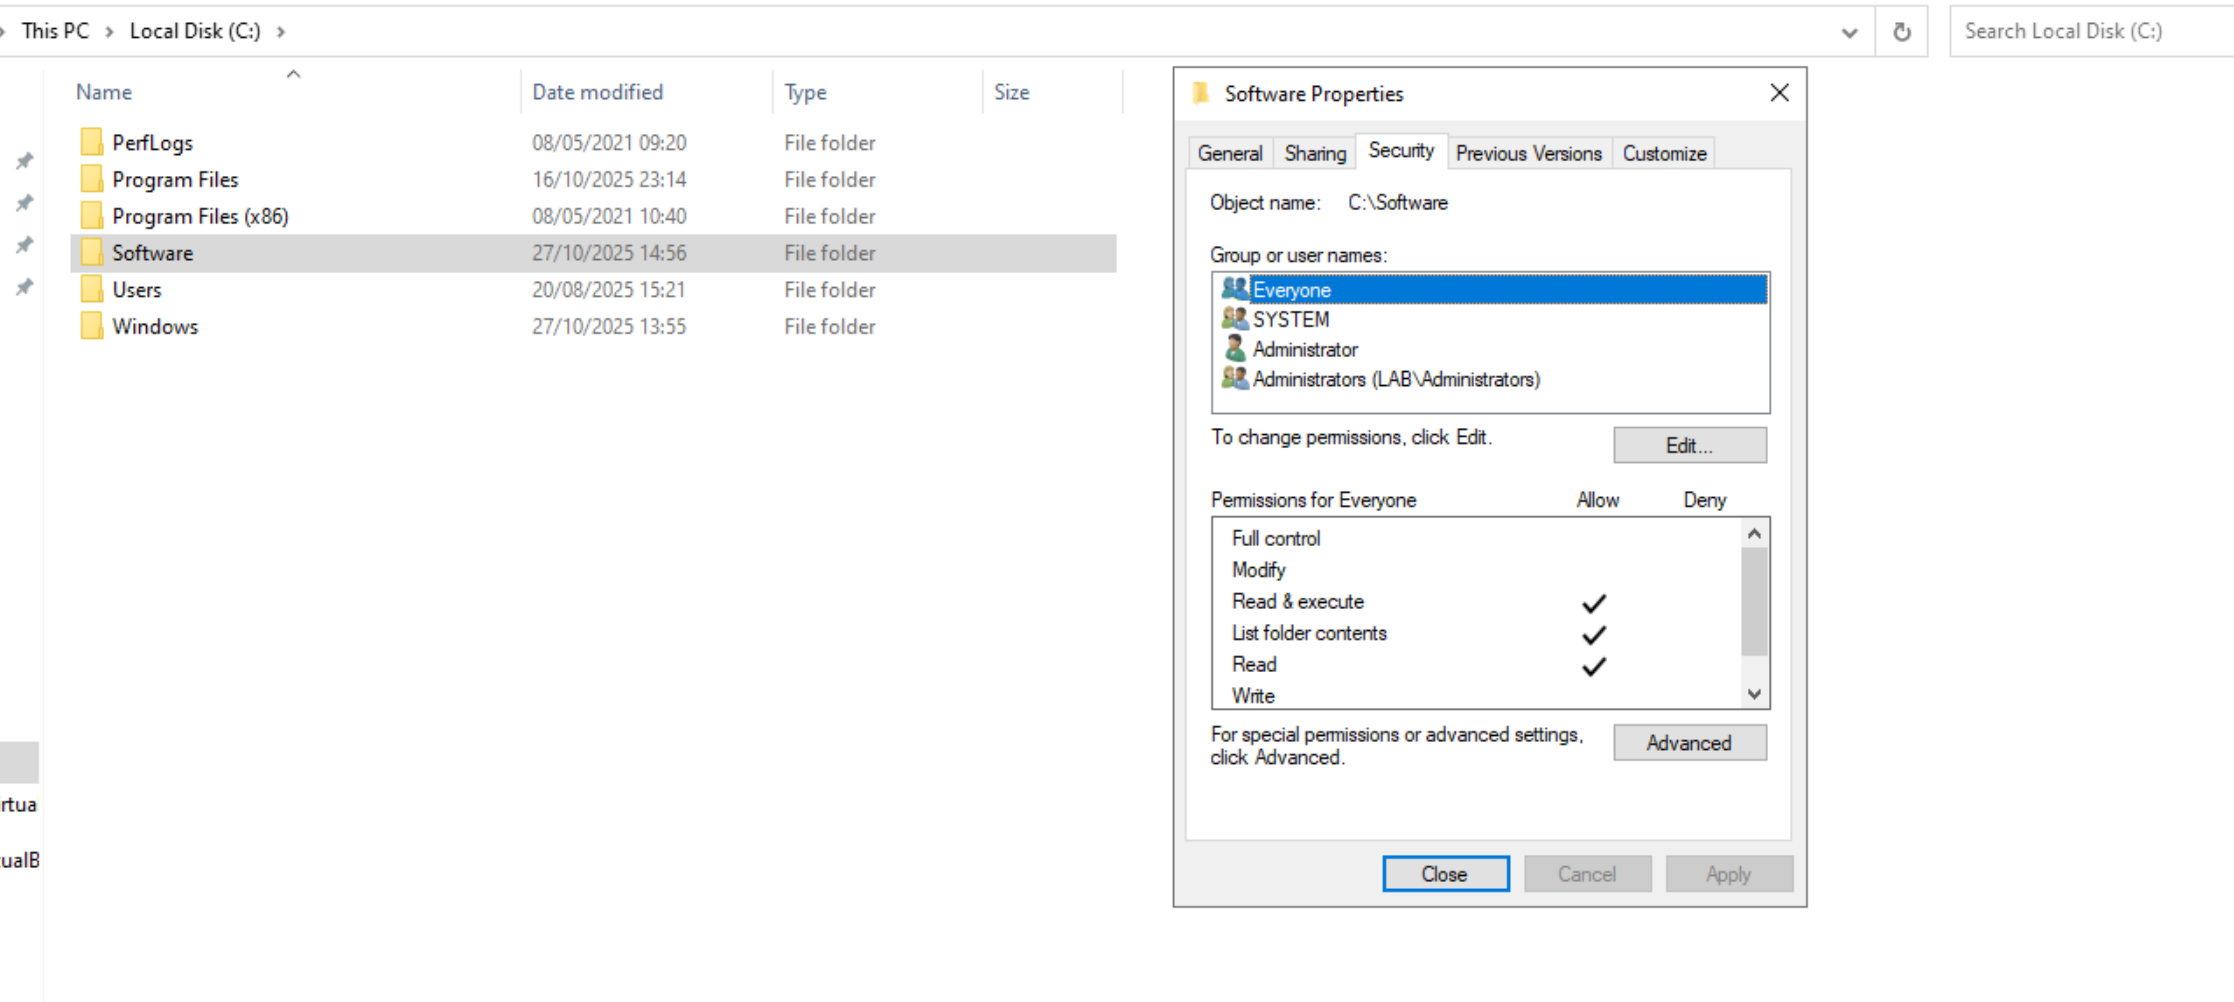 This PC > Local Disk (C:) >
Search Local Disk (C:)
Name Date modified Type Size
PerfLogs 08/05/2021 09:20 File folder
Program Files 16/10/2025 23:14 File folder
Program Files (x86) 08/05/2021 10:40 File folder
Software 27/10/2025 14:56 File folder
Users 20/08/2025 15:21 File folder
Windows 27/10/2025 13:55 File folder
rtua
ualB
Software Properties
General Sharing Security Previous Versions Customize
Object name: C:\Software
Group or user names:
Everyone
SYSTEM
Administrator
Administrators (LAB\Administrators)
To change permissions, click Edit.
Edit...
Permissions for Everyone Allow Deny
Full control
Modify
Read & execute
List folder contents
Read
Write
For special permissions or advanced settings,
click Advanced.
Advanced
Close Cancel Apply